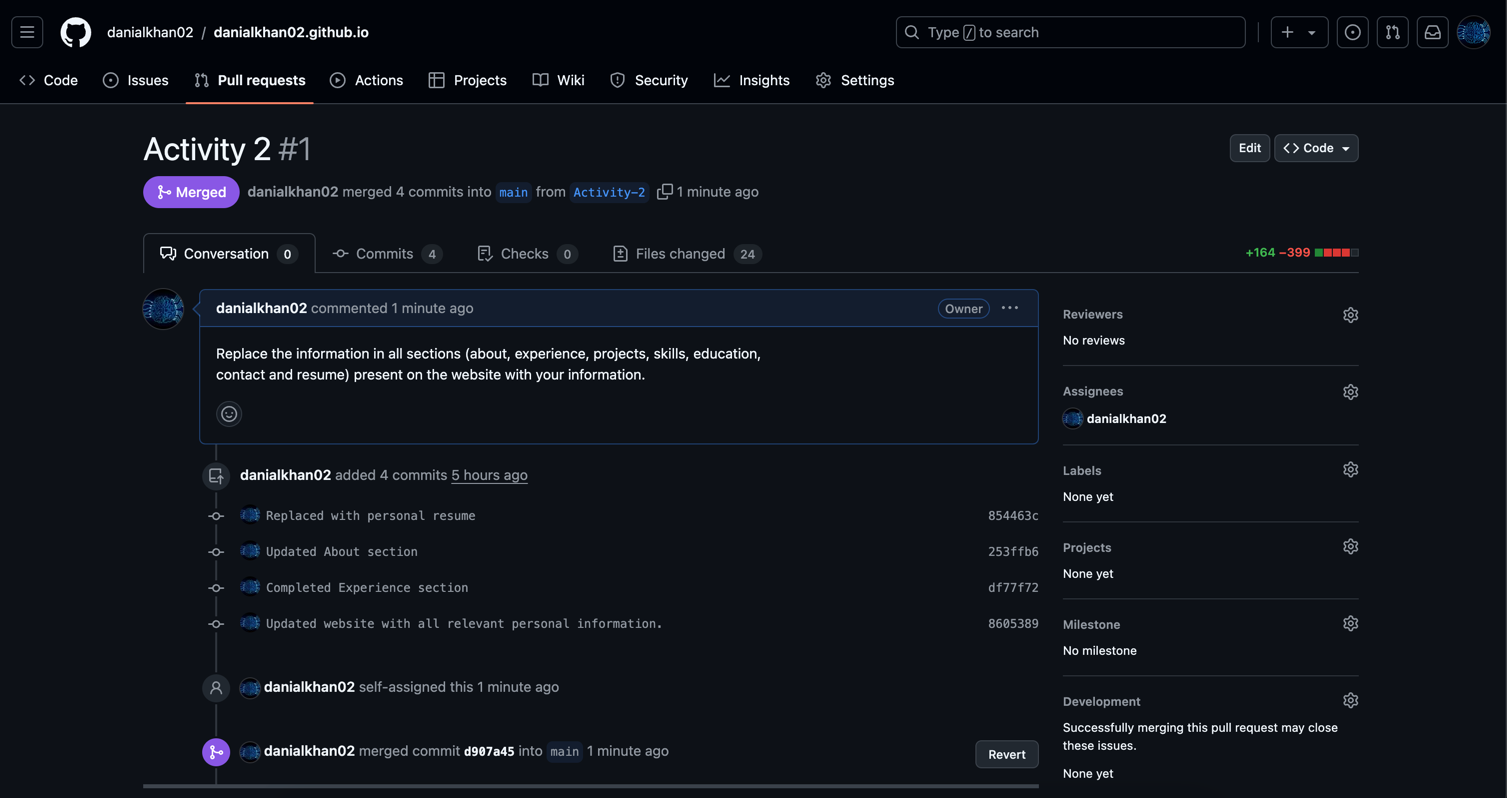 danialkhan02 / danialkhan02.github.io
Type / to search
Code Issues Pull requests Actions Projects Wiki Security Insights Settings
Activity 2 #1
Edit
Code
Merged danialkhan02 merged 4 commits into main from Activity-2 1 minute ago
Conversation 0 Commits 4 Checks 0 Files changed 24
+164 −399
danialkhan02 commented 1 minute ago
Owner
Replace the information in all sections (about, experience, projects, skills, education,
contact and resume) present on the website with your information.
danialkhan02 added 4 commits 5 hours ago
Replaced with personal resume 854463c
Updated About section 253ffb6
Completed Experience section df77f72
Updated website with all relevant personal information. 8605389
danialkhan02 self-assigned this 1 minute ago
danialkhan02 merged commit d907a45 into main 1 minute ago
Revert
Reviewers
No reviews
Assignees
danialkhan02
Labels
None yet
Projects
None yet
Milestone
No milestone
Development
Successfully merging this pull request may close
these issues.
None yet